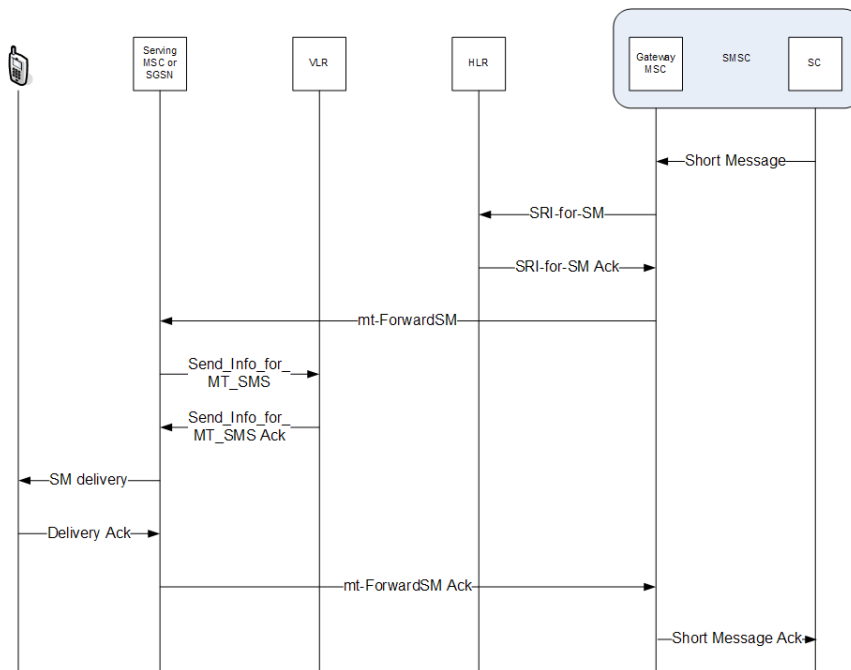 Serving
MSC or
SGSN
VLR
HLR
Gateway
MSC
SMSC
SC
Short Message
SRI-for-SM
SRI-for-SM Ack
mt-ForwardSM
Send_Info_for_
MT_SMS
Send_Info_for_
MT_SMS Ack
SM delivery
Delivery Ack
mt-ForwardSM Ack
Short Message Ack